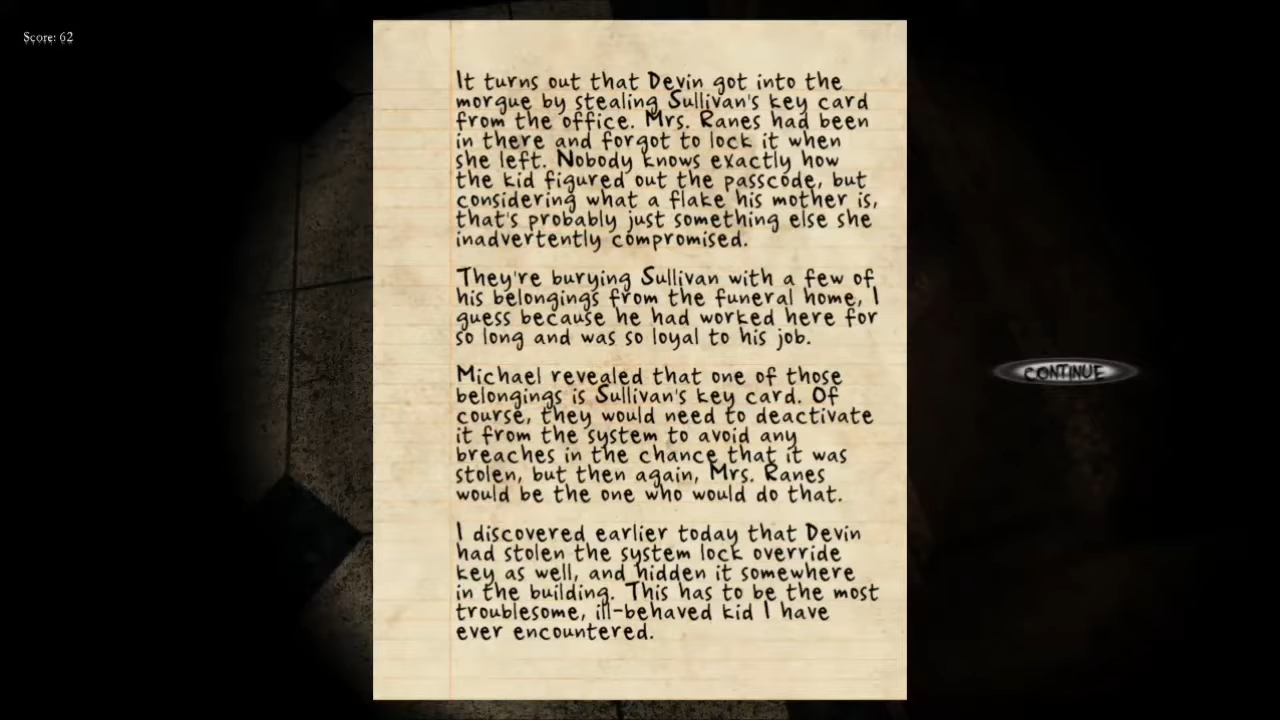 Score: 62
It turns out that Devin got into the
morgue by stealing Sullivan's key card
from the office. Mrs. Ranes had been
in there and forgot to lock it when
she left. Nobody knows exactly how
the kid figured out the passcode, but
considering what a flake his mother is,
that's probably just something else she
inadvertently compromised.
They're burying Sullivan with a few of
his belongings from the funeral home, I
guess because he had worked here for
so long and was so loyal to his job.
Michael revealed that one of those
belongings is Sullivan's key card. Of
course, they would need to deactivate
it from the system to avoid any
breaches in the chance that it was
stolen, but then again, Mrs. Ranes
would be the one who would do that.
I discovered earlier today that Devin
had stolen the system lock override
key as well, and hidden it somewhere
in the building. This has to be the most
troublesome, ill-behaved kid I have
ever encountered.
CONTINUE